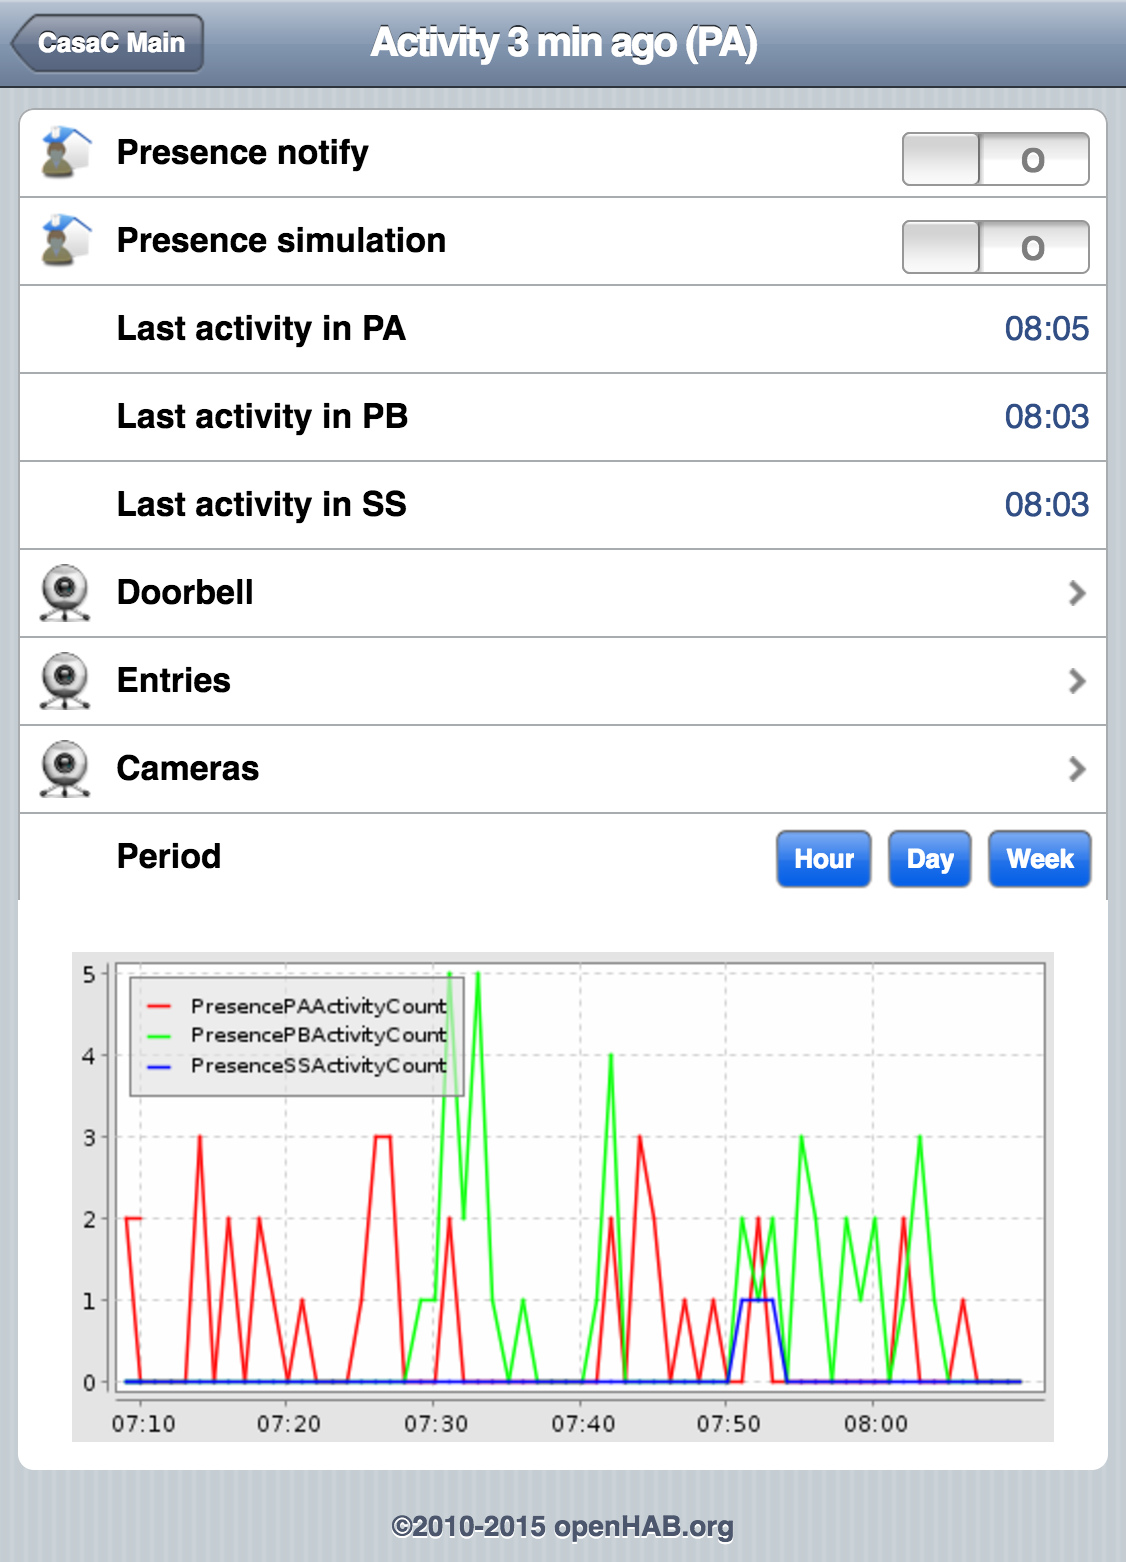 CasaC Main
Activity 3 min ago (PA)
Presence notify
O
Presence simulation
O
Last activity in PA
08:05
Last activity in PB
08:03
Last activity in SS
08:03
Doorbell
Entries
Cameras
Period
Hour
Day
Week
5
4
3
2
1
0
PresencePAActivityCount
PresencePBActivityCount
PresenceSSActivityCount
07:10 07:20 07:30 07:40 07:50 08:00
©2010-2015 openHAB.org